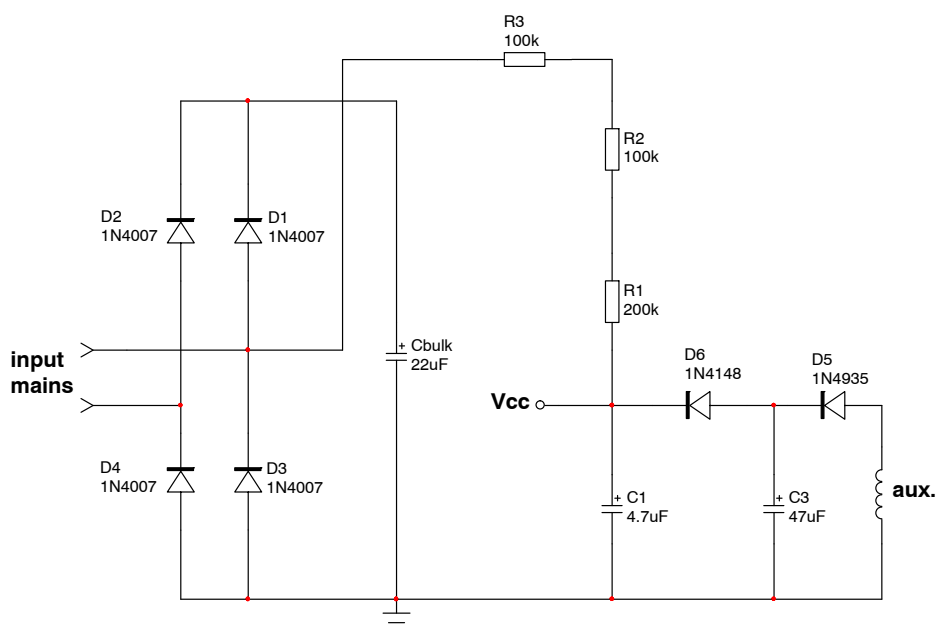 R3
100k
R2
100k
D2
1N4007
D1
1N4007
R1
200k
Cbulk
22uF
+
input
mains
D6
1N4148
D5
1N4935
Vcc
D4
1N4007
D3
1N4007
+
C1
4.7uF
+
C3
47uF
aux.